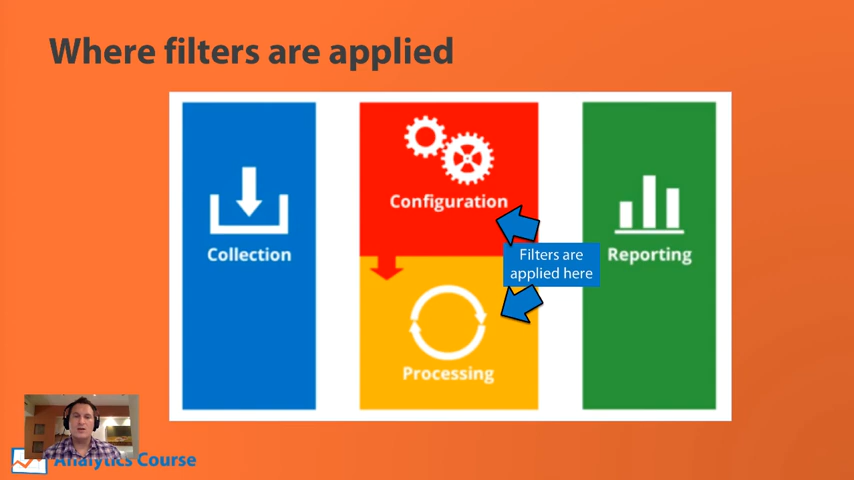 Where filters are applied
Configuration
Collection
Filters are
applied here
Reporting
Processing
Analytics Course